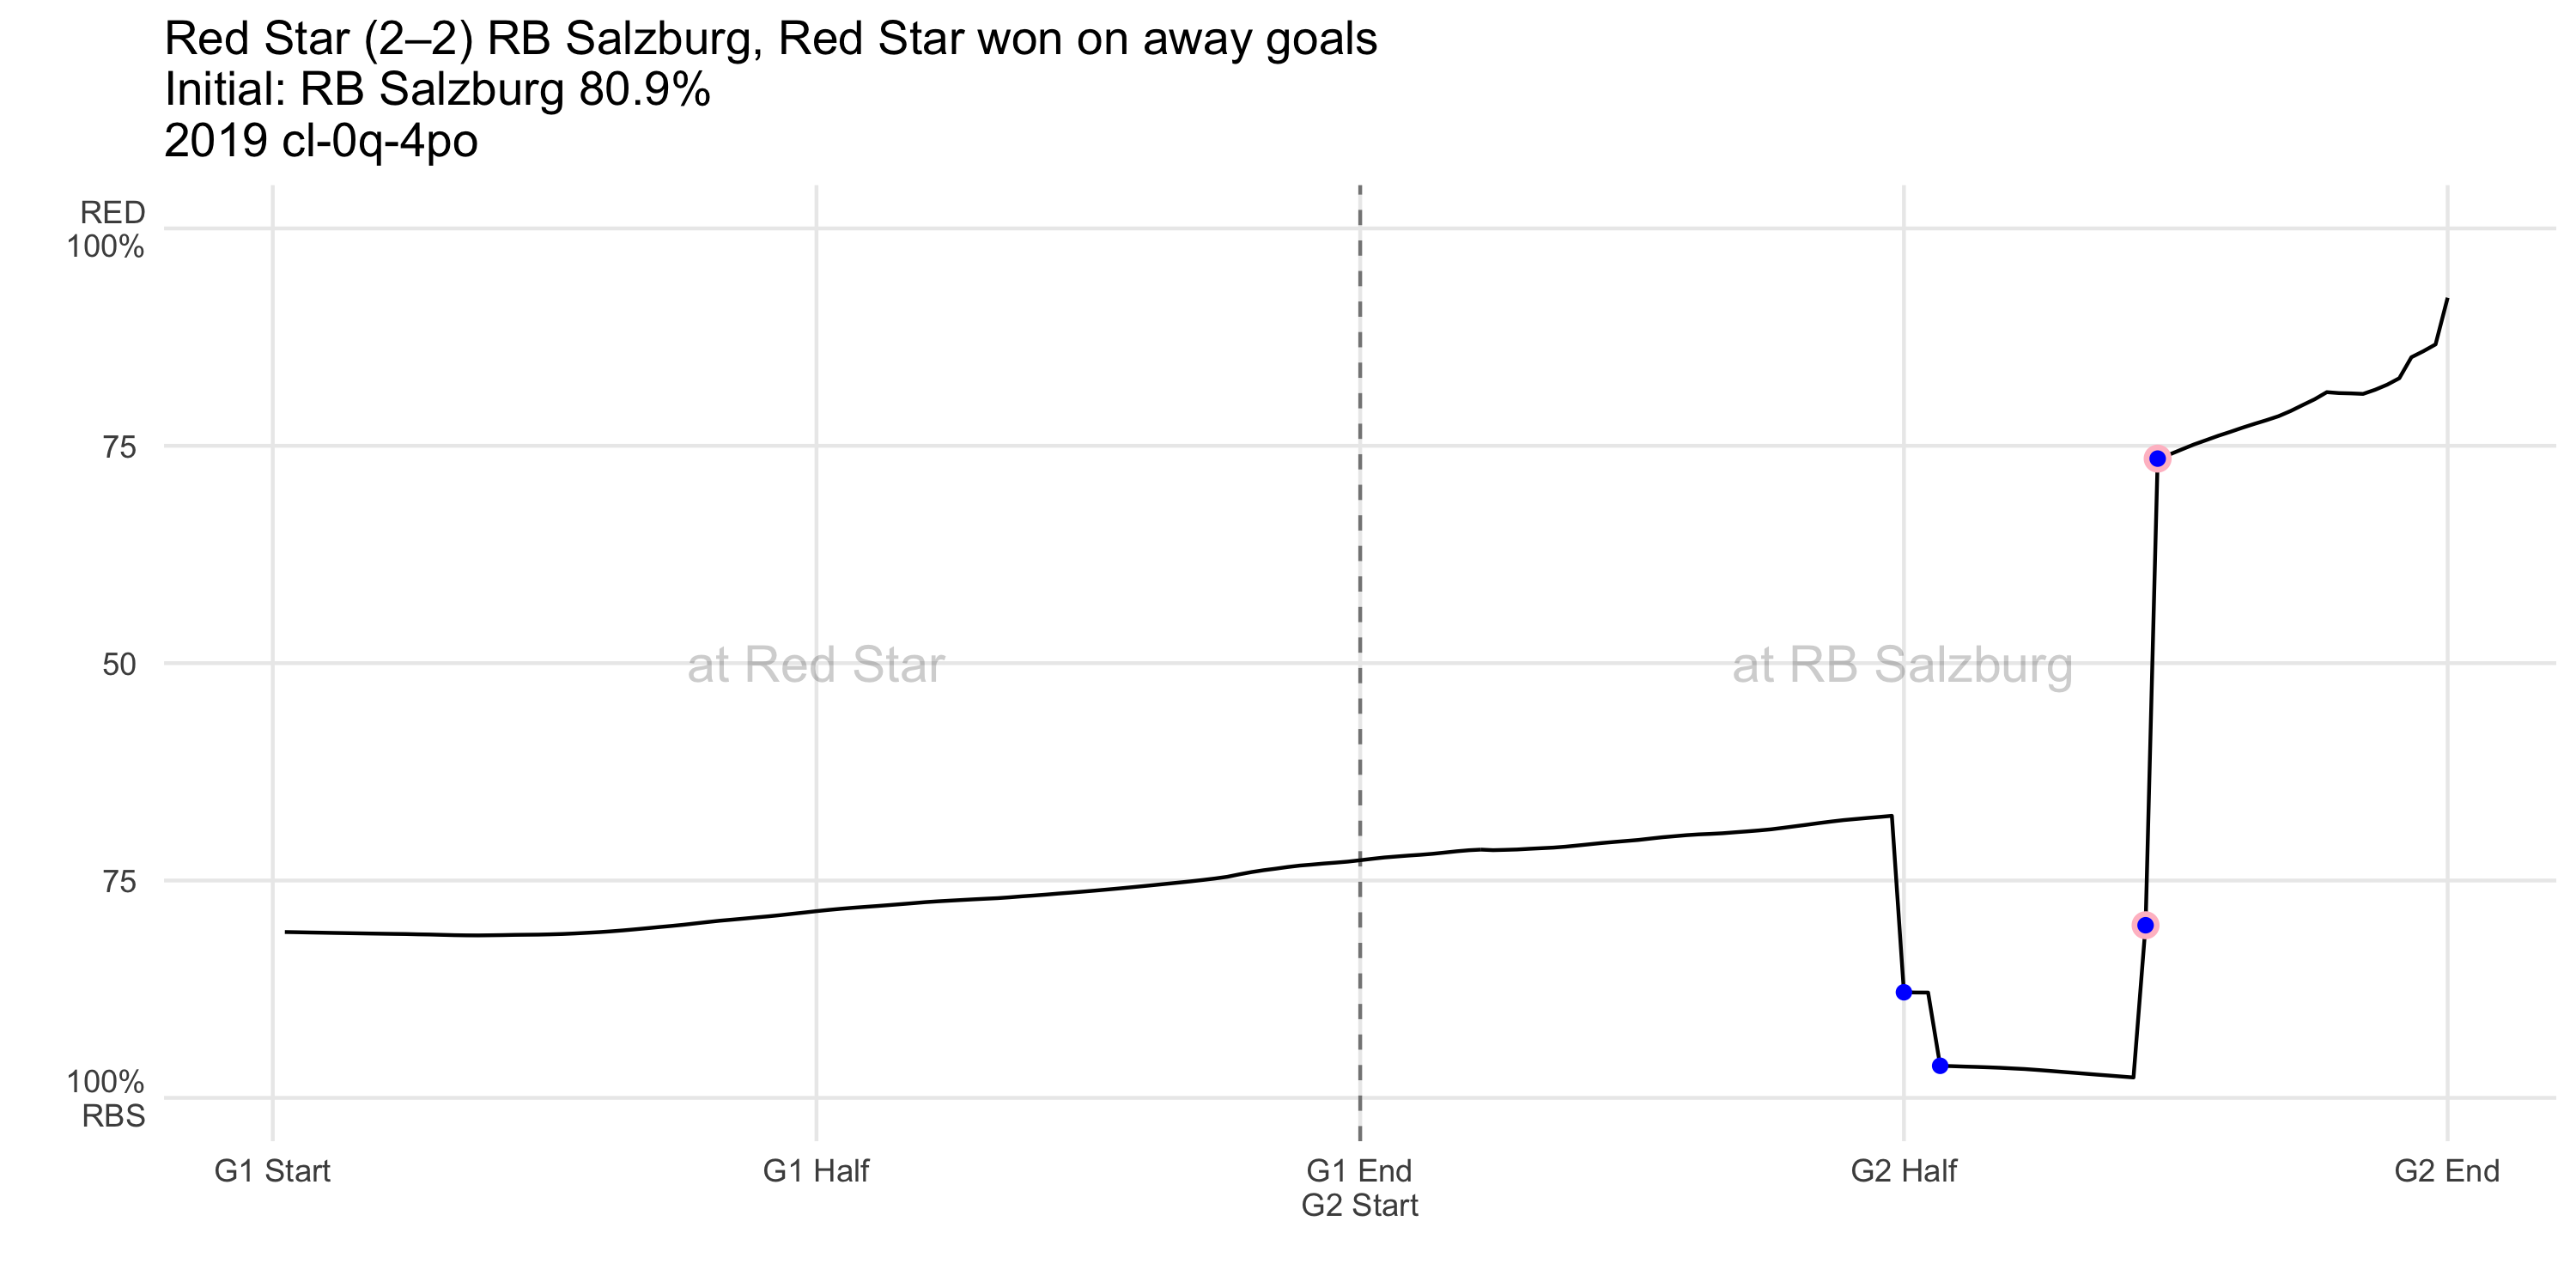 Red Star (2–2) RB Salzburg, Red Star won on away goals
Initial: RB Salzburg 80.9%
2019 cl-0q-4po
RED
100%
75
50
75
100%
RBS
at Red Star
at RB Salzburg
G1 Start
G1 Half
G1 End
G2 Start
G2 Half
G2 End